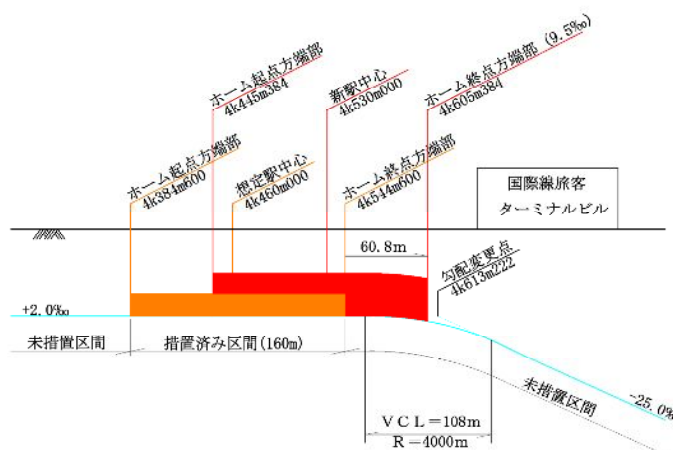 ホーム起点方端部
4k445m384
新駅中心
4k530m000
ホーム終点方端部 (9.5‰)
4k605m384
ホーム起点方端部
4k384m600
想定駅中心
4k460m000
ホーム終点方端部
4k544m600
国際線旅客
ターミナルビル
60.8m
勾配変更点
4k613m222
+2.0‰
未措置区間
措置済み区間(160m)
未措置区間
-25.0‰
ＶＣＬ＝108m
Ｒ＝4000m